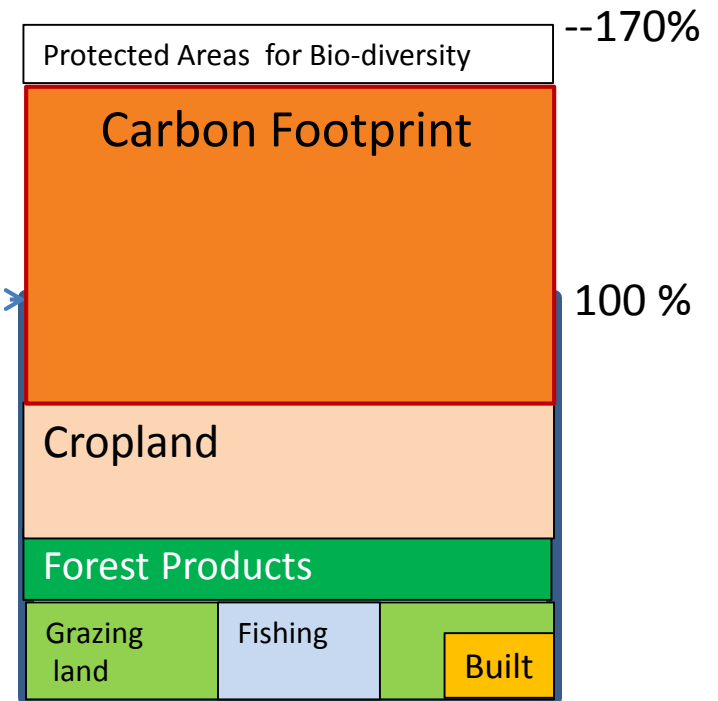 --170%
Protected Areas for Bio-diversity
Carbon Footprint
100 %
Cropland
Forest Products
Grazing
land
Fishing
Built